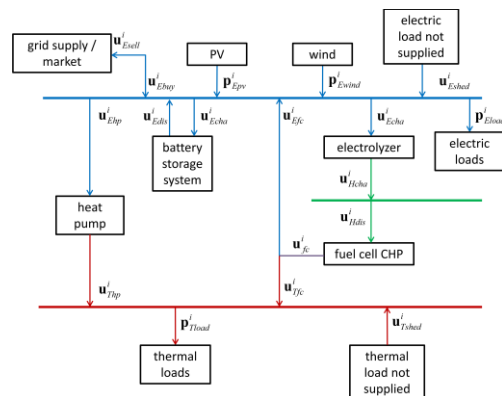 grid supply /
market
u^i_Esell
u^i_Ebuy
PV
p^i_Epv
wind
p^i_Ewind
electric
load not
supplied
u^i_Eshed
u^i_Ehp
u^i_Edis
u^i_Echa
u^i_Efc
u^i_Echa
p^i_Eload
battery
storage
system
electrolyzer
electric
loads
u^i_Hcha
heat
pump
u^i_Hdis
u^i_fc
fuel cell CHP
u^i_Thp
u^i_Tfc
p^i_Tload
u^i_Tshed
thermal
loads
thermal
load not
supplied